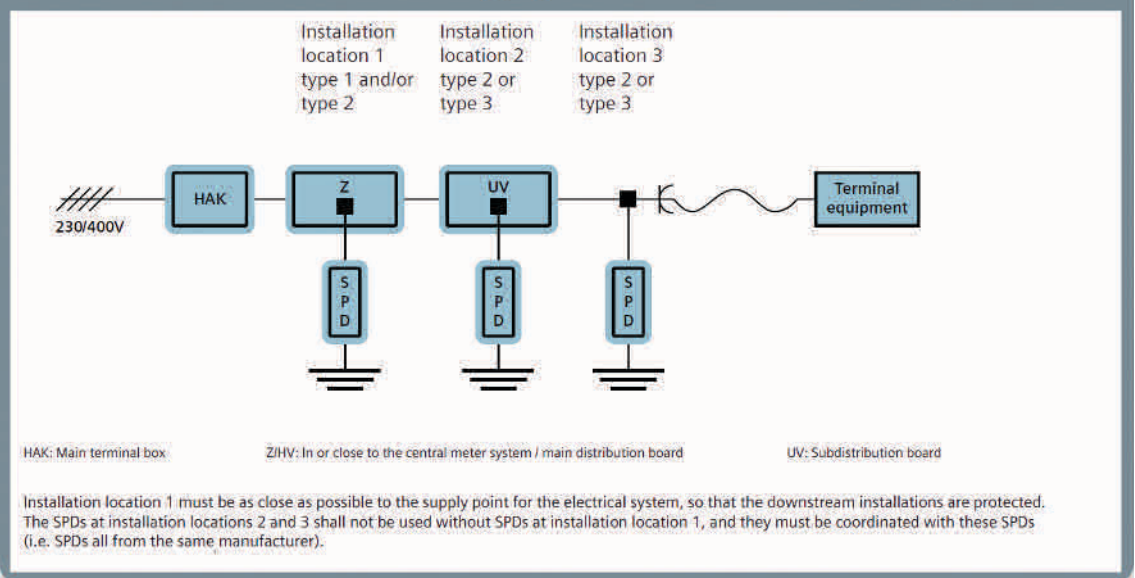 Installation
location 1
type 1 and/or
type 2
Installation
location 2
type 2 or
type 3
Installation
location 3
type 2 or
type 3
HAK
Z
UV
Terminal
equipment
230/400V
S
P
D
S
P
D
S
P
D
HAK: Main terminal box
Z/HV: In or close to the central meter system / main distribution board
UV: Subdistribution board
Installation location 1 must be as close as possible to the supply point for the electrical system, so that the downstream installations are protected.
The SPDs at installation locations 2 and 3 shall not be used without SPDs at installation location 1, and they must be coordinated with these SPDs
(i.e. SPDs all from the same manufacturer).